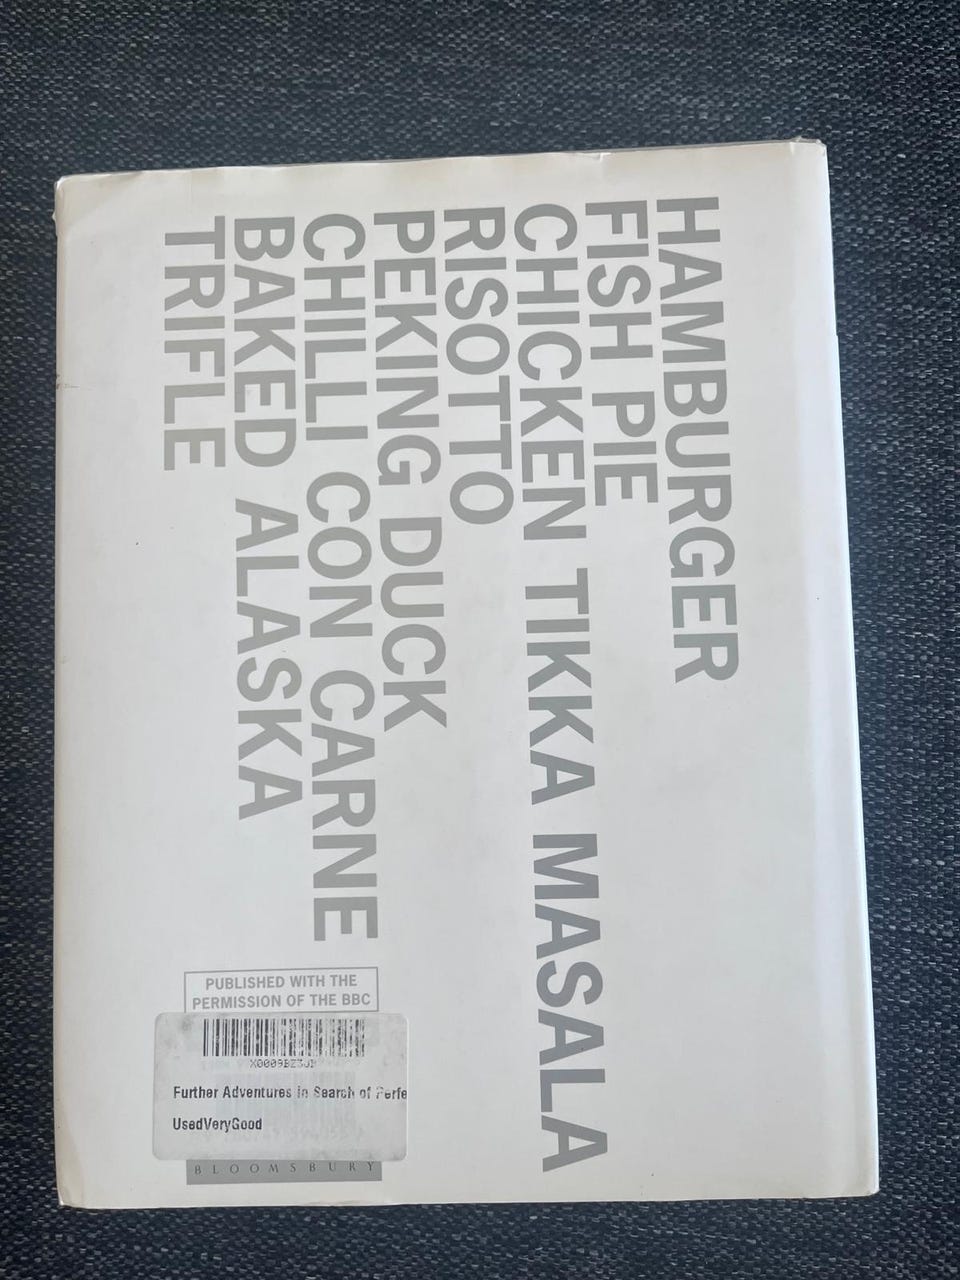 HAMBURGER
FISH PIE
CHICKEN TIKKA MASALA
RISOTTO
PEKING DUCK
CHILLI CON CARNE
BAKED ALASKA
TRIFLE
PUBLISHED WITH THE
PERMISSION OF THE BBC
Further Adventures in Search of Perfe
UsedVeryGood
BLOOMSBURY